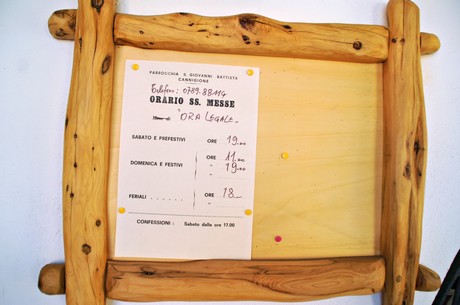 PARROCCHIA S. GIOVANNI BATTISTA
CANNIGIONE
Telefono: 0789.88114
ORARIO SS. MESSE
"ORA LEGALE"
SABATO E PREFESTIVI ORE 19.00
DOMENICA E FESTIVI ORE 11.00
" 19.00
"
FERIALI . . . . . . ORE 18
CONFESSIONI : Sabato dalle ore 17.00